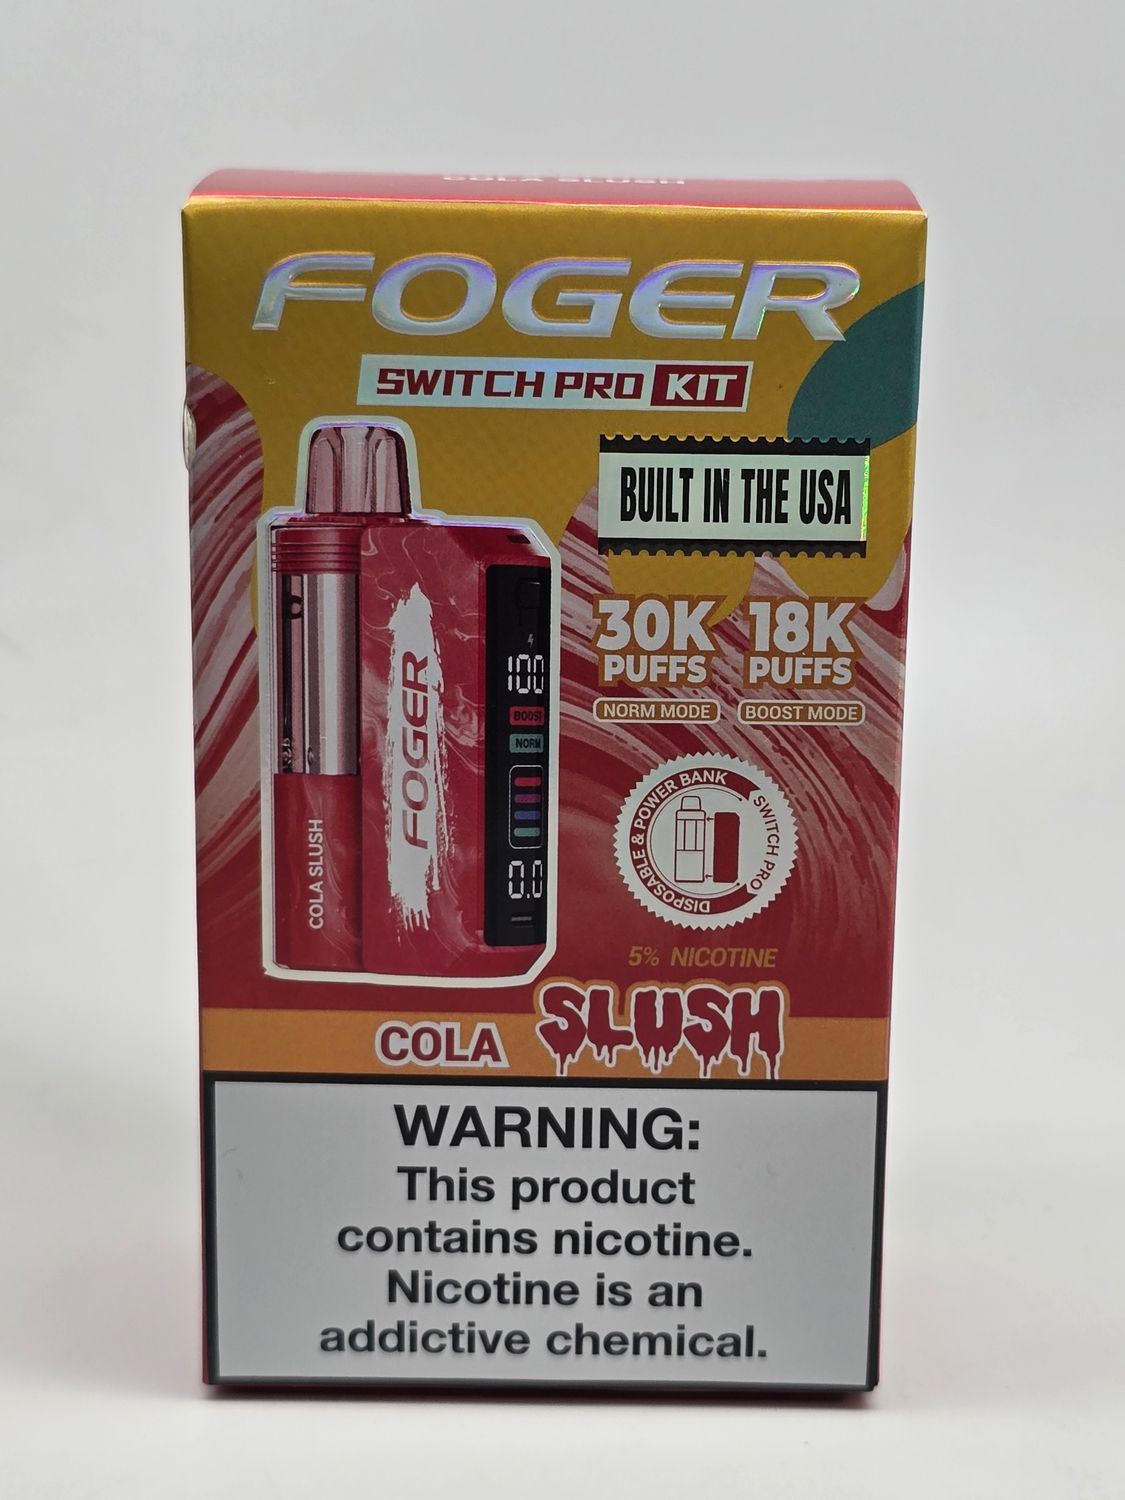 COLA SLUSH
FOGER
SWITCH PRO KIT
BUILT IN THE USA
30K
PUFFS
NORM MODE
18K
PUFFS
BOOST MODE
COLA SLUSH
FOGER
100
BOOST
NORM
0.0
DISPOSABLE & POWER BANK
SWITCH PRO
5% NICOTINE
COLA SLUSH
WARNING:
This product
contains nicotine.
Nicotine is an
addictive chemical.